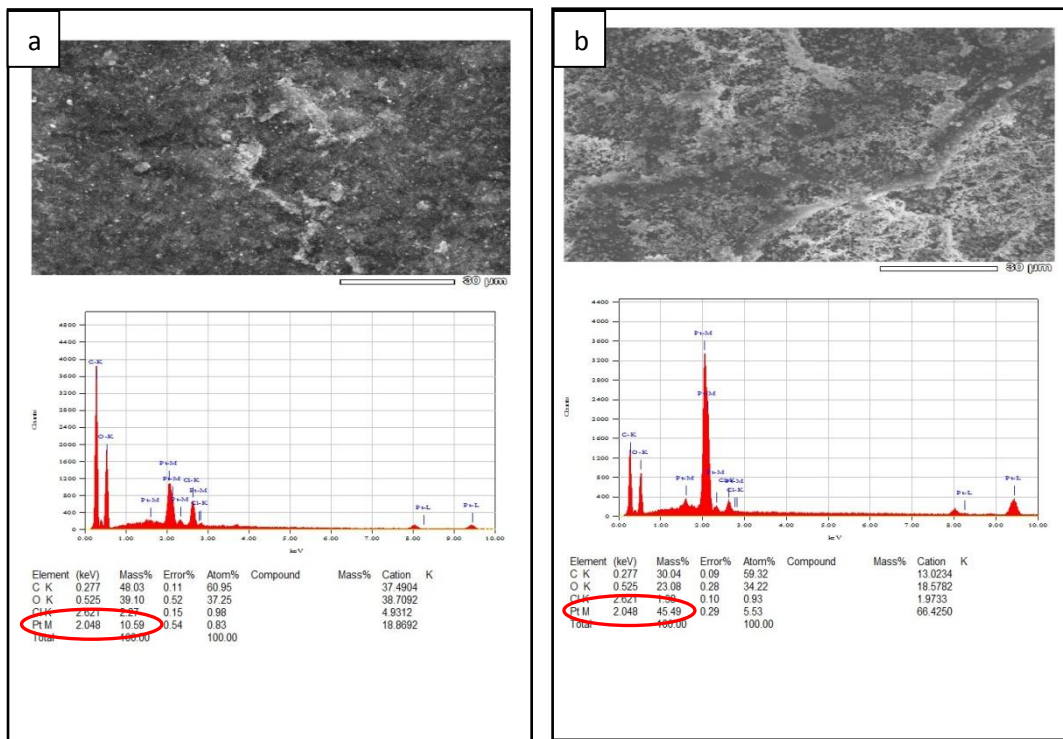 a
30 µm
4800
4400
4000
3600
3200
2800
2400
2000
1600
1200
800
400
0
Counts
C-K
O-K
Pt-M
Pt-M
Pt-M
Pt-M
Cl-K
Pt-M
Cl-K
Pt-L
Pt-L
0.00 1.00 2.00 3.00 4.00 5.00 6.00 7.00 8.00 9.00 10.00
keV
Element (keV) Mass% Error% Atom% Compound Mass% Cation K
C K 0.277 48.03 0.11 60.95 37.4904
O K 0.525 39.10 0.52 37.25 38.7092
Cl K 2.621 2.27 0.15 0.98 4.9312
Pt M 2.048 10.59 0.54 0.83 18.8692
Total 100.00 100.00
b
30 µm
4400
4000
3600
3200
2800
2400
2000
1600
1200
800
400
0
Counts
C-K
O-K
Pt-M
Pt-M
Pt-M
Pt-M
Pt-M
Cl-K
Pt-L
Pt-L
0.00 1.00 2.00 3.00 4.00 5.00 6.00 7.00 8.00 9.00 10.00
keV
Element (keV) Mass% Error% Atom% Compound Mass% Cation K
C K 0.277 30.04 0.09 59.32 13.0234
O K 0.525 23.08 0.28 34.22 18.5782
Cl K 2.621 0.10 0.93 1.9733
Pt M 2.048 45.49 0.29 5.53 66.4250
Total 100.00 100.00